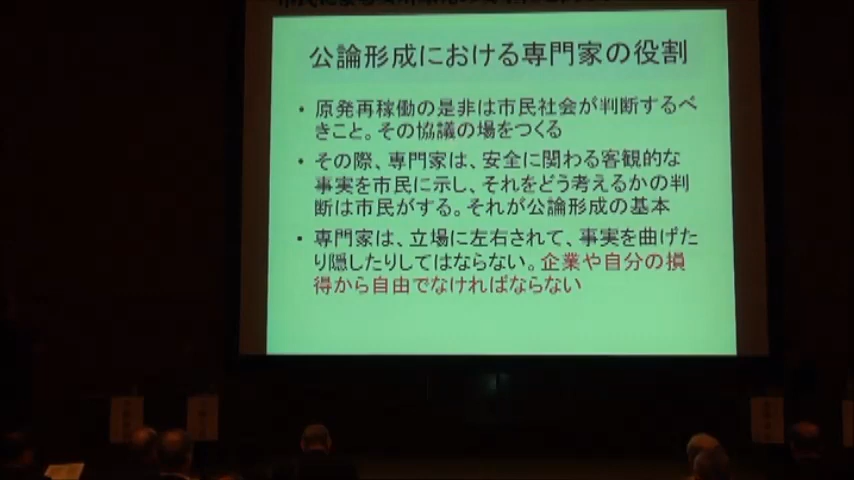 公論形成における専門家の役割
・原発再稼働の是非は市民社会が判断するべ
きこと。その協議の場をつくる
・その際、専門家は、安全に関わる客観的な
事実を市民に示し、それをどう考えるかの判
断は市民がする。それが公論形成の基本
・専門家は、立場に左右されて、事実を曲げた
り隠したりしてはならない。企業や自分の損
得から自由でなければならない